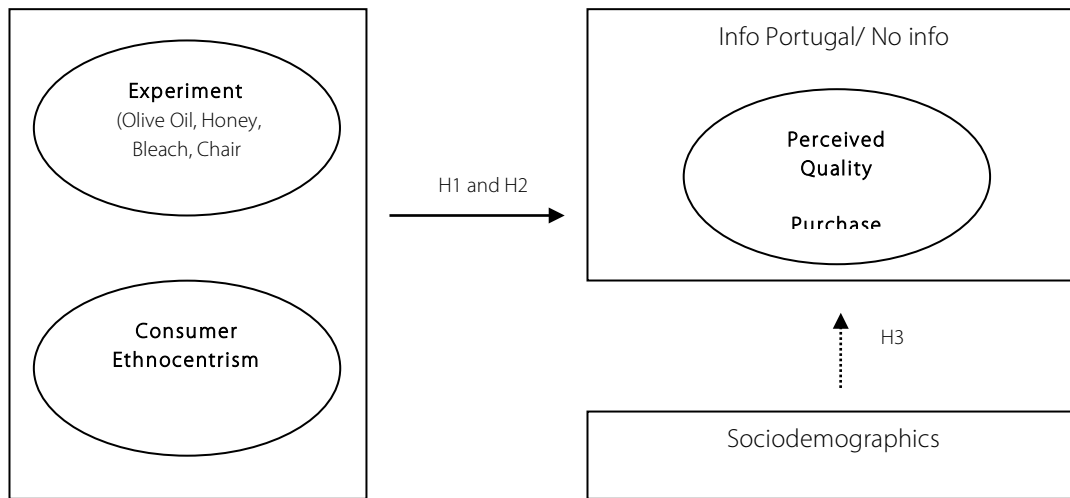 Experiment
(Olive Oil, Honey,
Bleach, Chair
Consumer
Ethnocentrism
H1 and H2
Info Portugal/ No info
Perceived
Quality
Purchase
H3
Sociodemographics